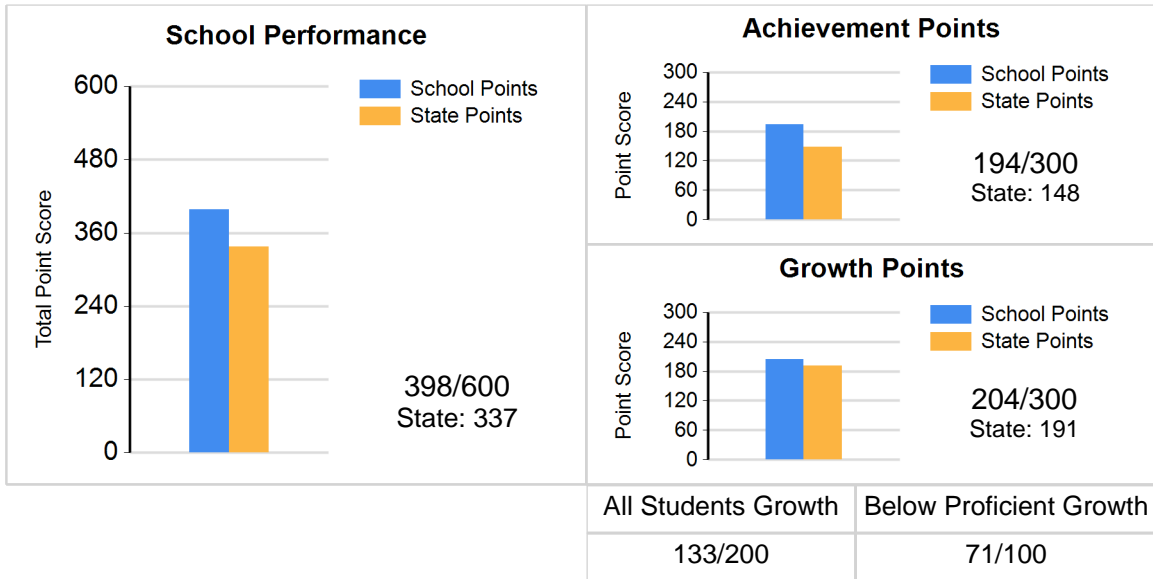 School Performance
600
480
360
240
120
0
Total Point Score
School Points
State Points
398/600
State: 337
Achievement Points
300
240
180
120
60
0
Point Score
School Points
State Points
194/300
State: 148
Growth Points
300
240
180
120
60
0
Point Score
School Points
State Points
204/300
State: 191
All Students Growth Below Proficient Growth
133/200 71/100